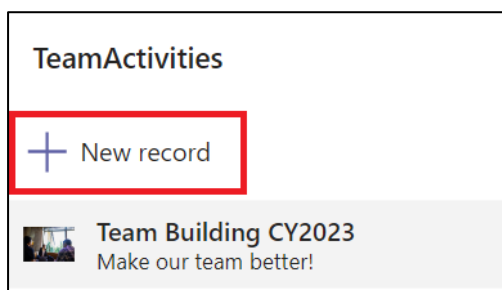 TeamActivities
New record
Team Building CY2023
Make our team better!